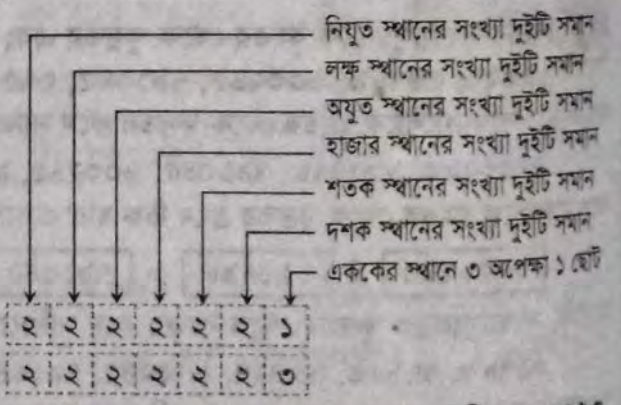 নিযুত স্থানের সংখ্যা দুইটি সমান
লক্ষ স্থানের সংখ্যা দুইটি সমান
অযুত স্থানের সংখ্যা দুইটি সমান
হাজার স্থানের সংখ্যা দুইটি সমান
শতক স্থানের সংখ্যা দুইটি সমান
দশক স্থানের সংখ্যা দুইটি সমান
এককের স্থানে ৩ অপেক্ষা ১ ছোট
২ ২ ২ ২ ২ ২ ১
২ ২ ২ ২ ২ ২ ৩